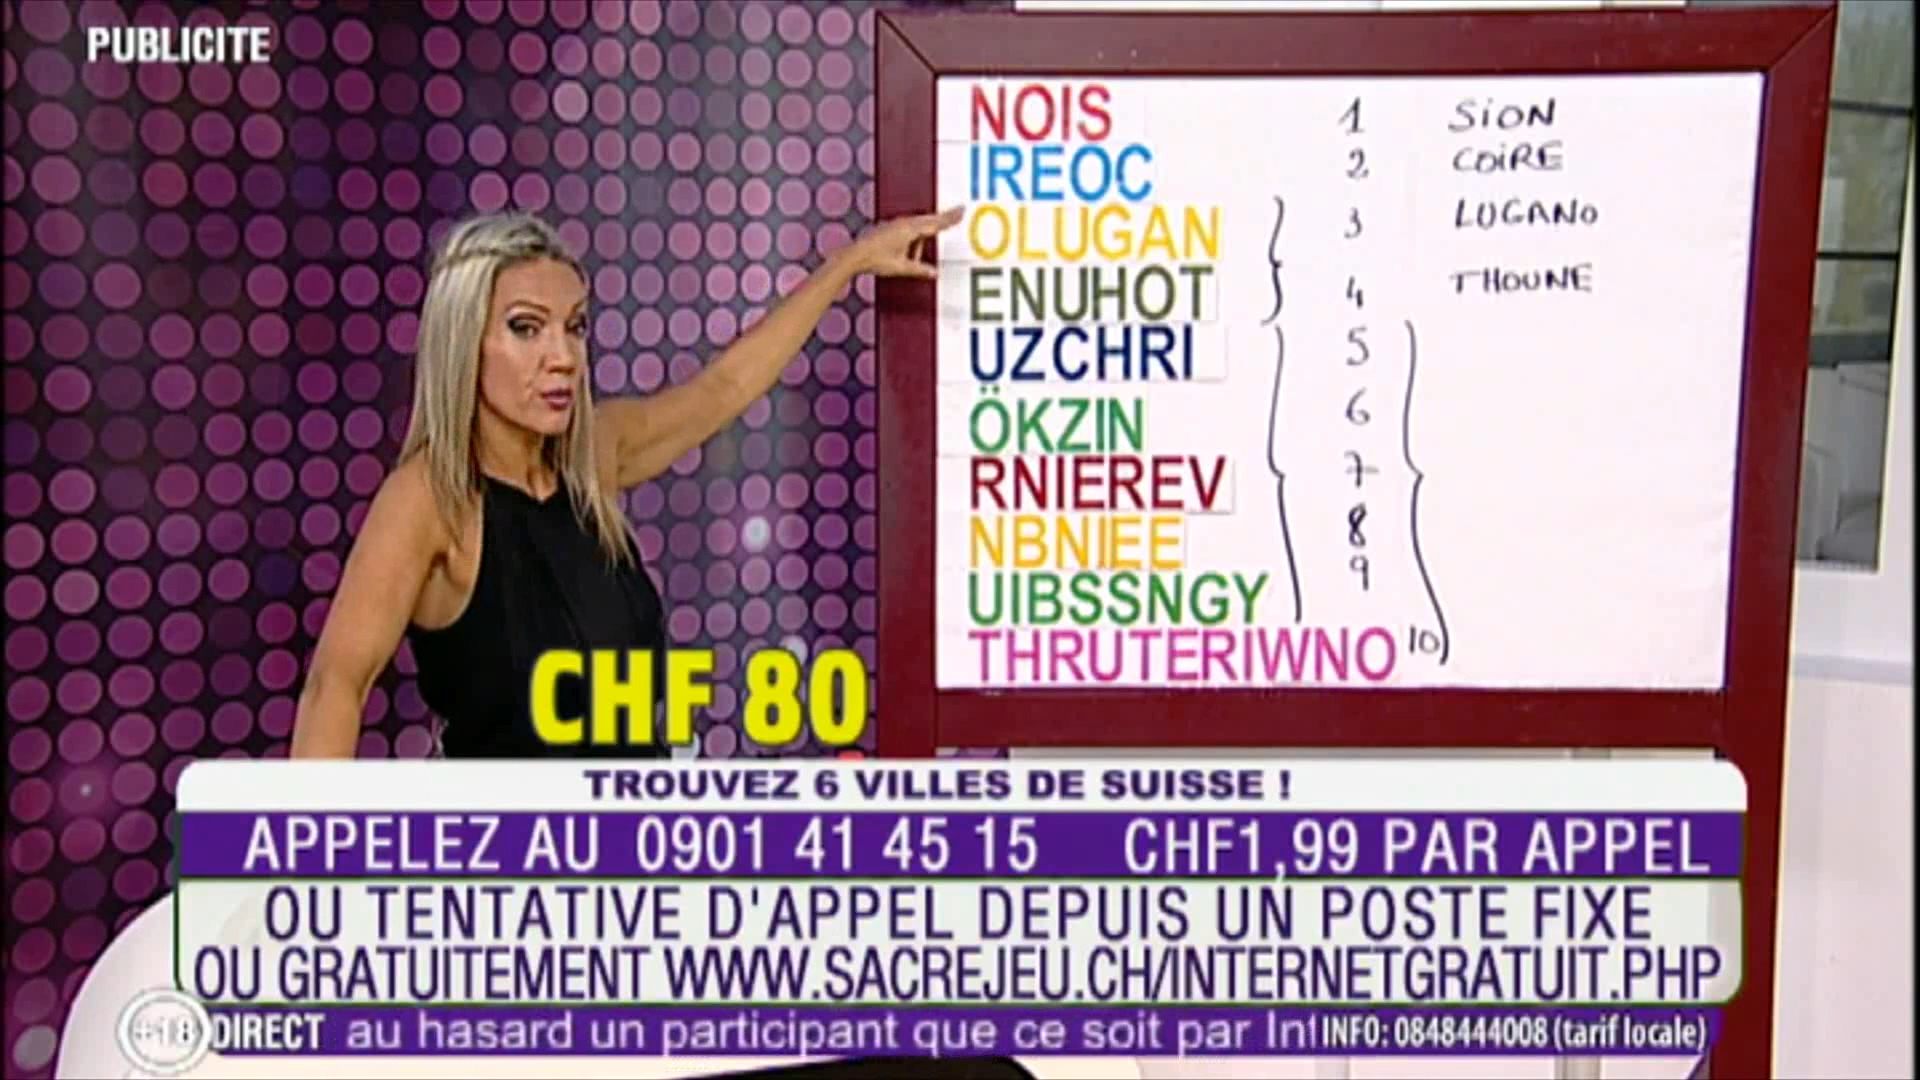 PUBLICITE
NOIS 1 SION
IREOC 2 COIRE
OLUGAN 3 LUGANO
ENUHOT 4 THOUNE
UZCHRI 5
ÖKZIN 6
RNIEREV 7
NBNIEE 8
UIBSSNGY 9
THRUTERIWNO 10
CHF 80
TROUVEZ 6 VILLES DE SUISSE !
APPELEZ AU 0901 41 45 15 CHF1,99 PAR APPEL
OU TENTATIVE D'APPEL DEPUIS UN POSTE FIXE
OU GRATUITEMENT WWW.SACREJEU.CH/INTERNETGRATUIT.PHP
+18 DIRECT au hasard un participant que ce soit par Int INFO: 0848444008 (tarif locale)